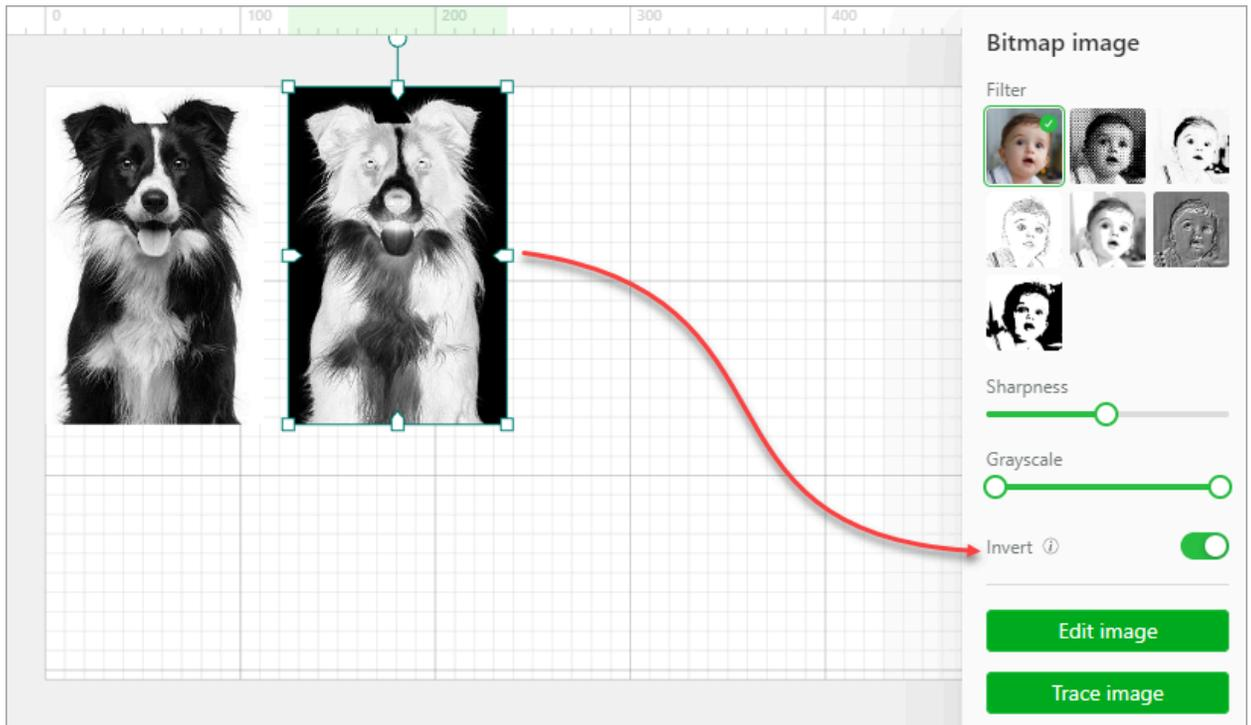 0 100 200 300 400
Bitmap image
Filter
Sharpness
Grayscale
Invert
Edit image
Trace image